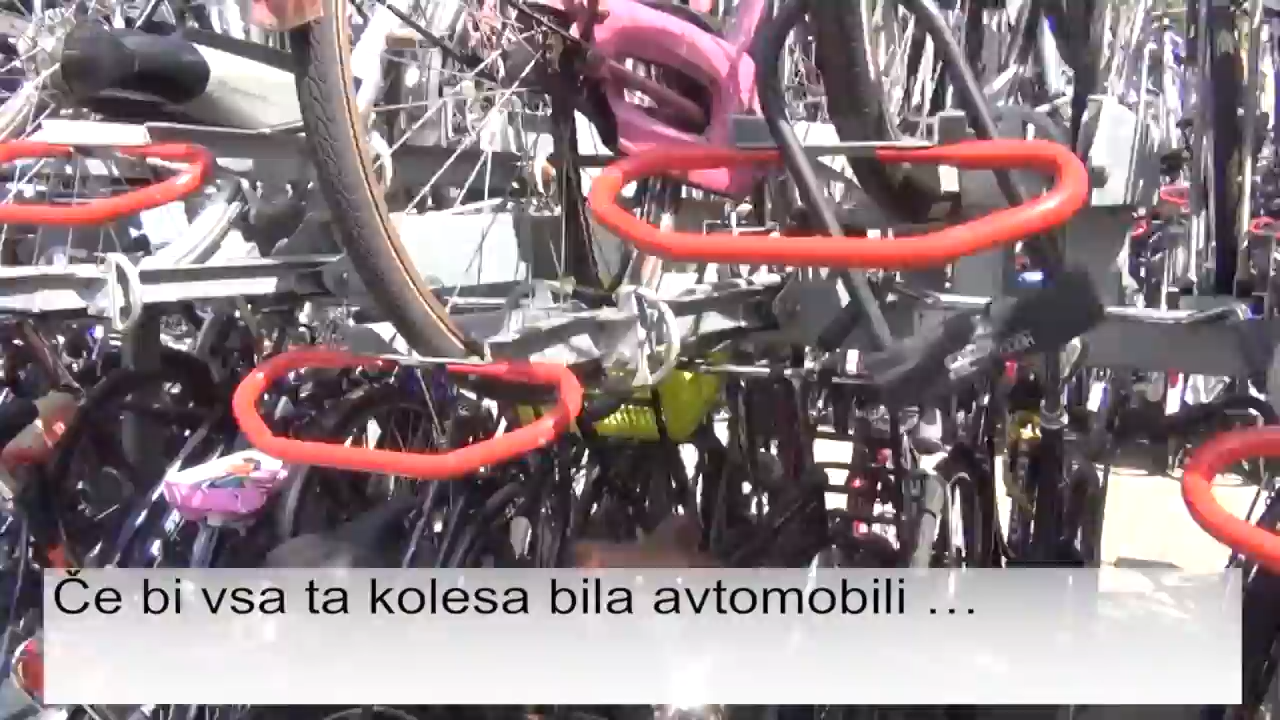 Če bi vsa ta kolesa bila avtomobili …